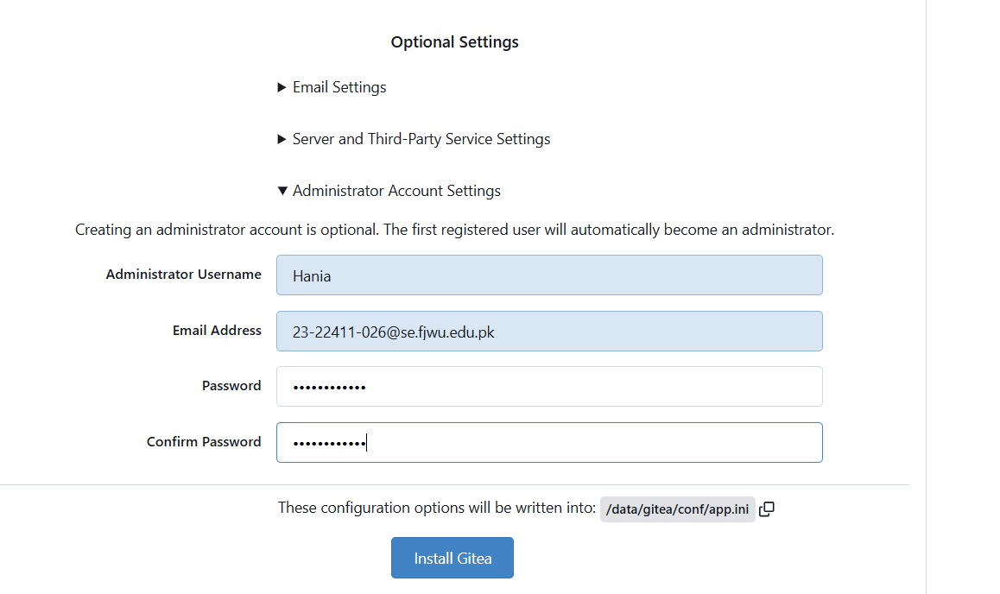 Optional Settings
Email Settings
Server and Third-Party Service Settings
Administrator Account Settings
Creating an administrator account is optional. The first registered user will automatically become an administrator.
Administrator Username
Hania
Email Address
23-22411-026@se.fjwu.edu.pk
Password
••••••••••••
Confirm Password
••••••••••••
These configuration options will be written into: /data/gitea/conf/app.ini
Install Gitea